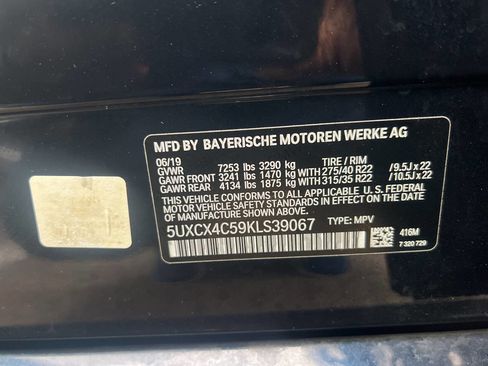 MFD BY BAYERISCHE MOTOREN WERKE AG
06/19
GVWR 7253 lbs 3290 kg TIRE / RIM
GAWR FRONT 3241 lbs 1470 kg WITH 275/40 R22 /9.5J x 22
GAWR REAR 4134 lbs 1875 kg WITH 315/35 R22 /10.5J x 22
THIS VEHICLE CONFORMS TO ALL APPLICABLE U.S. FEDERAL
MOTOR VEHICLE SAFETY STANDARDS IN EFFECT ON THE DATE
OF MANUFACTURE SHOWN ABOVE.
5UXCX4C59KLS39067 TYPE: MPV
416M
7 320 729